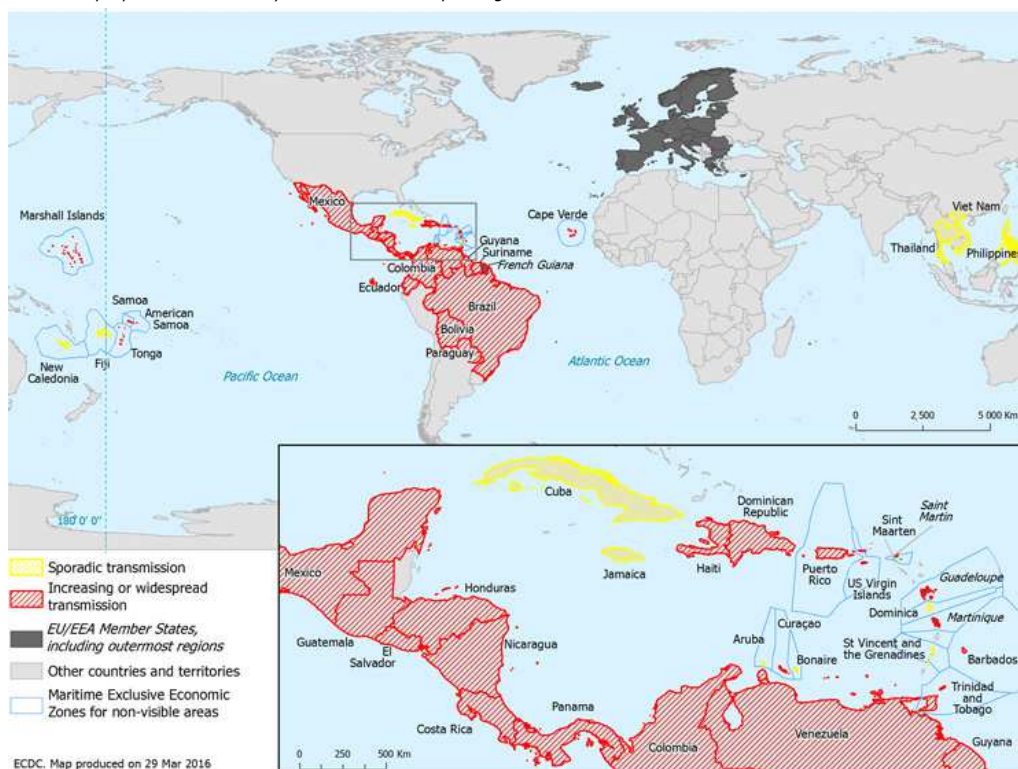 Marshall Islands
Samoa
American
Samoa
New
Caledonia
Fiji
Tonga
Pacific Ocean
Mexico
Colombia
Ecuador
Guyana
Suriname
French Guiana
Brazil
Bolivia
Paraguay
Cape Verde
Atlantic Ocean
Viet Nam
Thailand
Philippines
0 2,500 5 000 Km
180°0' 0"
Sporadic transmission
Increasing or widespread
transmission
EU/EEA Member States,
including outermost regions
Other countries and territories
Maritime Exclusive Economic
Zones for non-visible areas
ECDC. Map produced on 29 Mar 2016
Cuba
Jamaica
Haiti
Dominican
Republic
Puerto
Rico
Sint
Maarten
Saint
Martin
US Virgin
Islands
Guadeloupe
Dominica
Martinique
St Vincent and
the Grenadines
Barbados
Trinidad
and
Tobago
Aruba
Curaçao
Bonaire
Mexico
Guatemala
El
Salvador
Honduras
Nicaragua
Costa Rica
Panama
Colombia
Venezuela
Guyana
0 250 500 Km